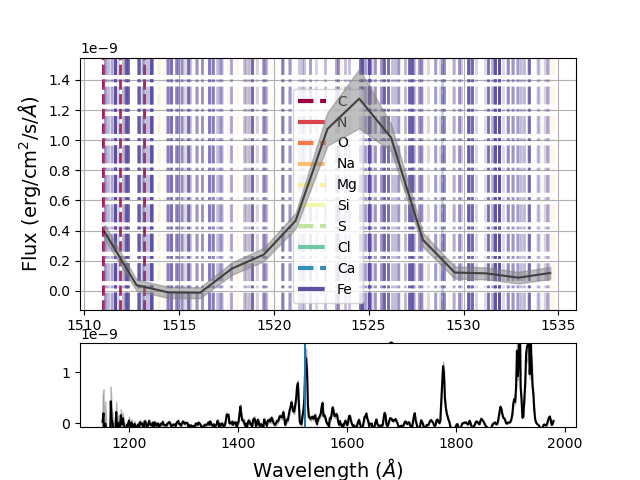 1e−9
Flux (erg/cm²/s/Å)
1.4
1.2
1.0
0.8
0.6
0.4
0.2
0.0
C
N
O
Na
Mg
Si
S
Cl
Ca
Fe
1510 1515 1520 1525 1530 1535
1e−9
1
0
1200 1400 1600 1800 2000
Wavelength (Å)